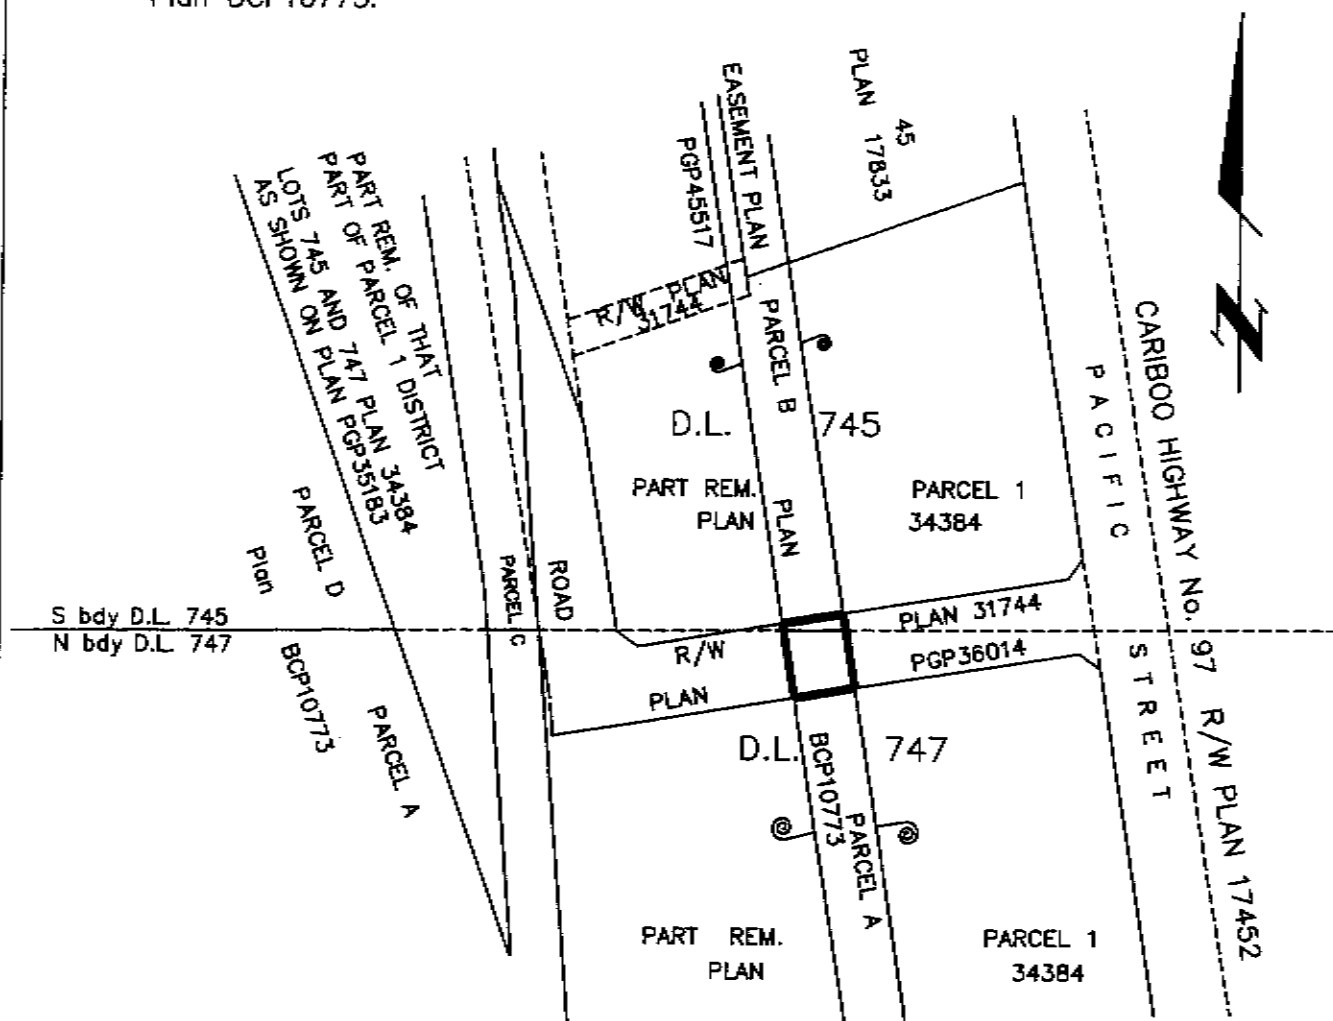 Plan BCP10773.
EASEMENT PLAN
PGP45517
45
PLAN 17833
PART REM. OF THAT
PART OF PARCEL 1 DISTRICT
LOTS 745 AND 747 PLAN 34384
AS SHOWN ON PLAN PGP35183
R/W PLAN
31744
PARCEL B
PLAN
D.L. 745
PART REM. PARCEL 1
PLAN 34384
CARIBOO HIGHWAY No. 97 R/W PLAN 17452
PACIFIC STREET
N
PARCEL D
Plan
PARCEL C
ROAD
S bdy D.L. 745
N bdy D.L. 747
BCP10773
PARCEL A
PLAN 31744
R/W
PGP36014
PLAN
D.L. 747
BCP10773
PARCEL A
PART REM. PARCEL 1
PLAN 34384